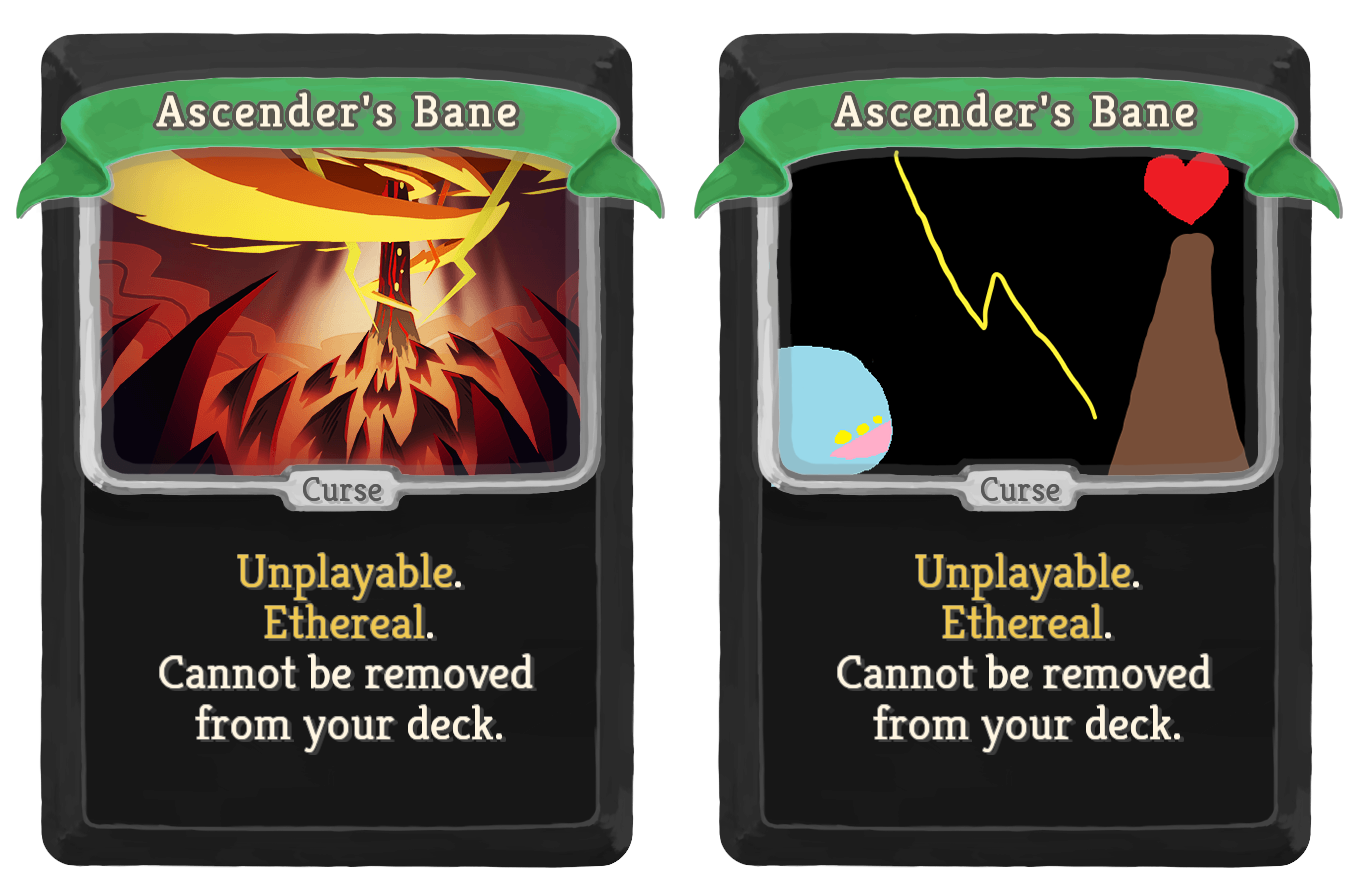 Ascender's Bane
Curse
Unplayable.
Ethereal.
Cannot be removed
from your deck.
Ascender's Bane
Curse
Unplayable.
Ethereal.
Cannot be removed
from your deck.